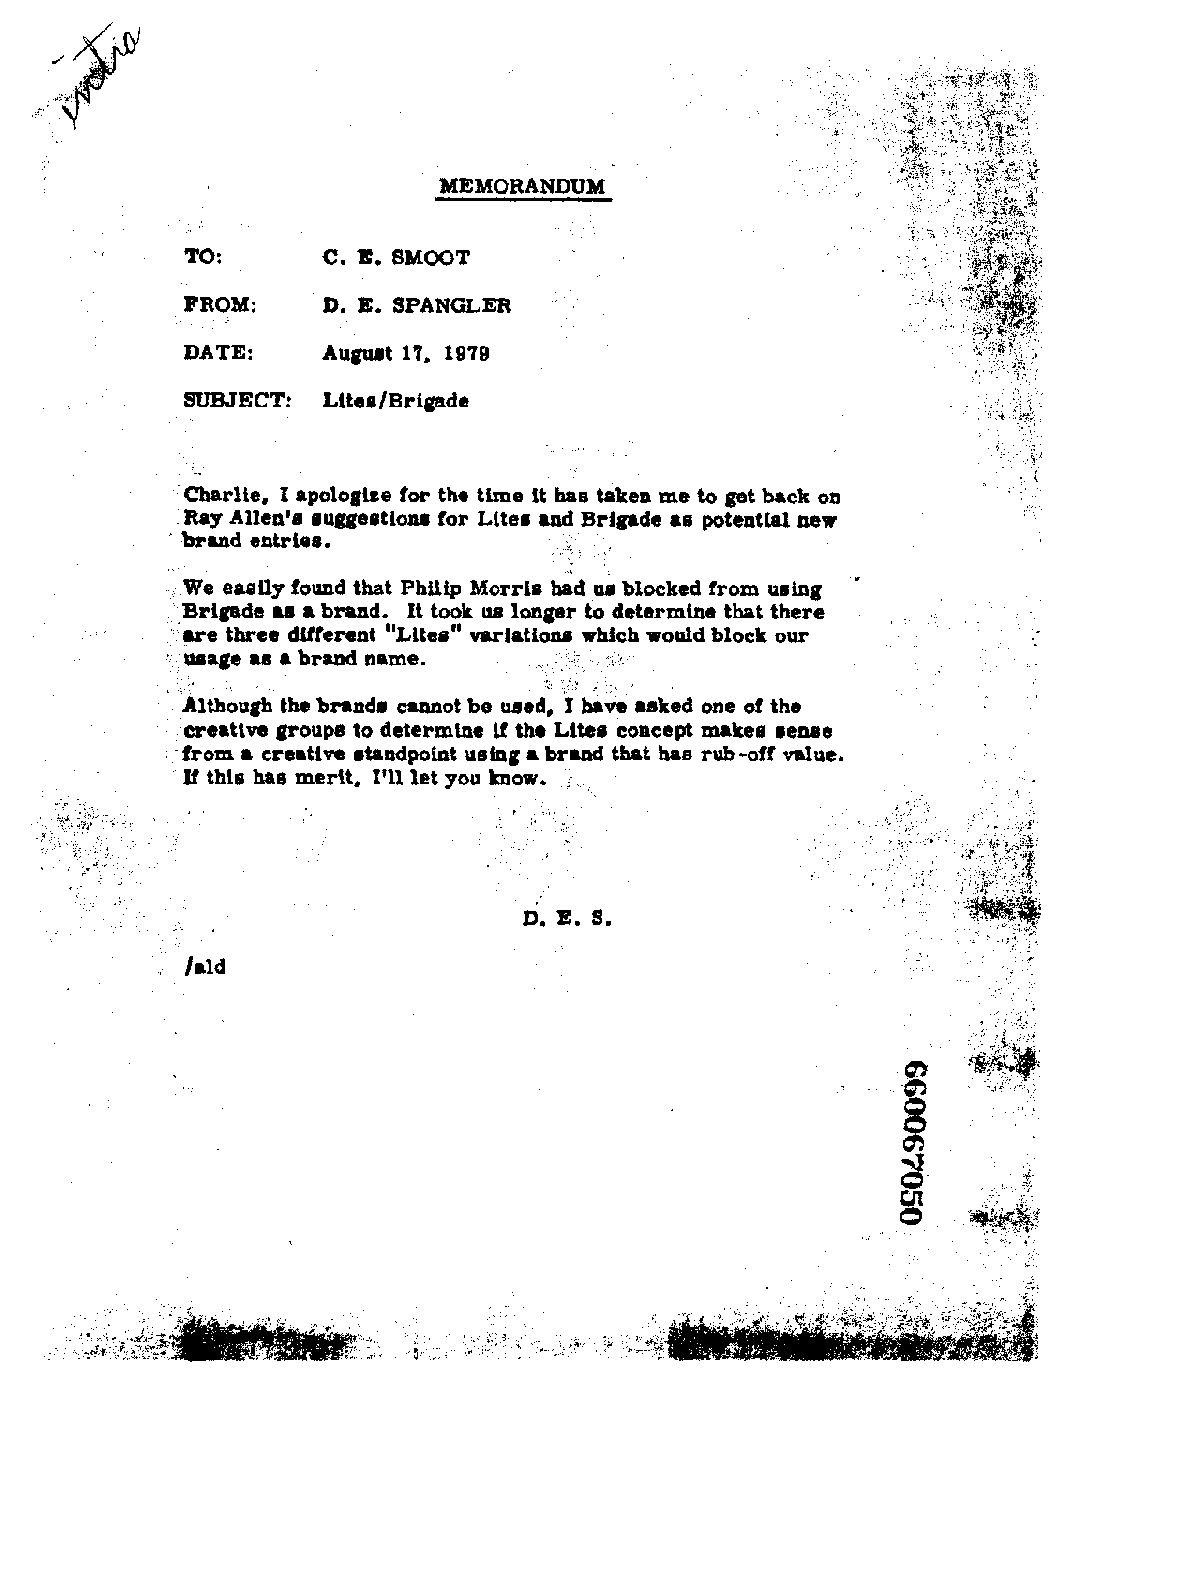 MEMORANDUM
TO: C. E. SMOOT
FROM: D. E. SPANGLER
DATE: August 17, 1979
SUBJECT: Lites/Brigade
Charlie, I apologize for the time it has taken me to get back on
Ray Allen's suggestions for Lites and Brigade as potential new
brand entries.
We easily found that Philip Morris had us blocked from using
Brigade as a brand. It took us longer to determine that there
are three different "Lites" variations which would block our
usage as a brand name.
Although the brands cannot be used, I have asked one of the
creative groups to determine if the Lites concept makes sense
from a creative standpoint using a brand that has rub-off value.
If this has merit, I'll let you know.
D. E. S.
/ald
660067050